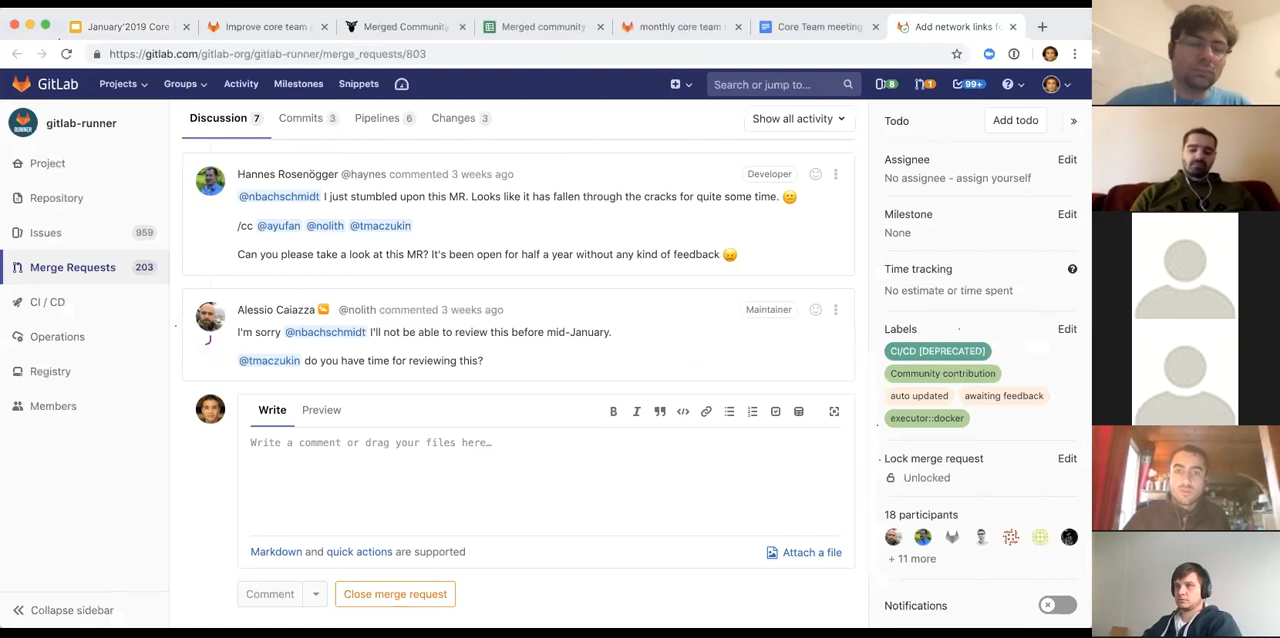 January'2019 Core
Improve core team
Merged Community
Merged community
monthly core team
Core Team meeting
Add network links fo
https://gitlab.com/gitlab-org/gitlab-runner/merge_requests/803
GitLab Projects Groups Activity Milestones Snippets Search or jump to... 8 1 99+
gitlab-runner
Project
Repository
Issues 959
Merge Requests 203
CI / CD
Operations
Registry
Members
Collapse sidebar
Discussion 7 Commits 3 Pipelines 6 Changes 3 Show all activity
Hannes Rosenögger @haynes commented 3 weeks ago Developer
@nbachschmidt I just stumbled upon this MR. Looks like it has fallen through the cracks for quite some time. 😕
/cc @ayufan @nolith @tmaczukin
Can you please take a look at this MR? It's been open for half a year without any kind of feedback 😠
Alessio Caiazza @nolith commented 3 weeks ago Maintainer
I'm sorry @nbachschmidt I'll not be able to review this before mid-January.
@tmaczukin do you have time for reviewing this?
Write Preview
Write a comment or drag your files here…
Markdown and quick actions are supported Attach a file
Comment Close merge request
Todo Add todo
Assignee Edit
No assignee - assign yourself
Milestone Edit
None
Time tracking
No estimate or time spent
Labels Edit
CI/CD [DEPRECATED]
Community contribution
auto updated awaiting feedback
executor::docker
Lock merge request Edit
Unlocked
18 participants
+ 11 more
Notifications